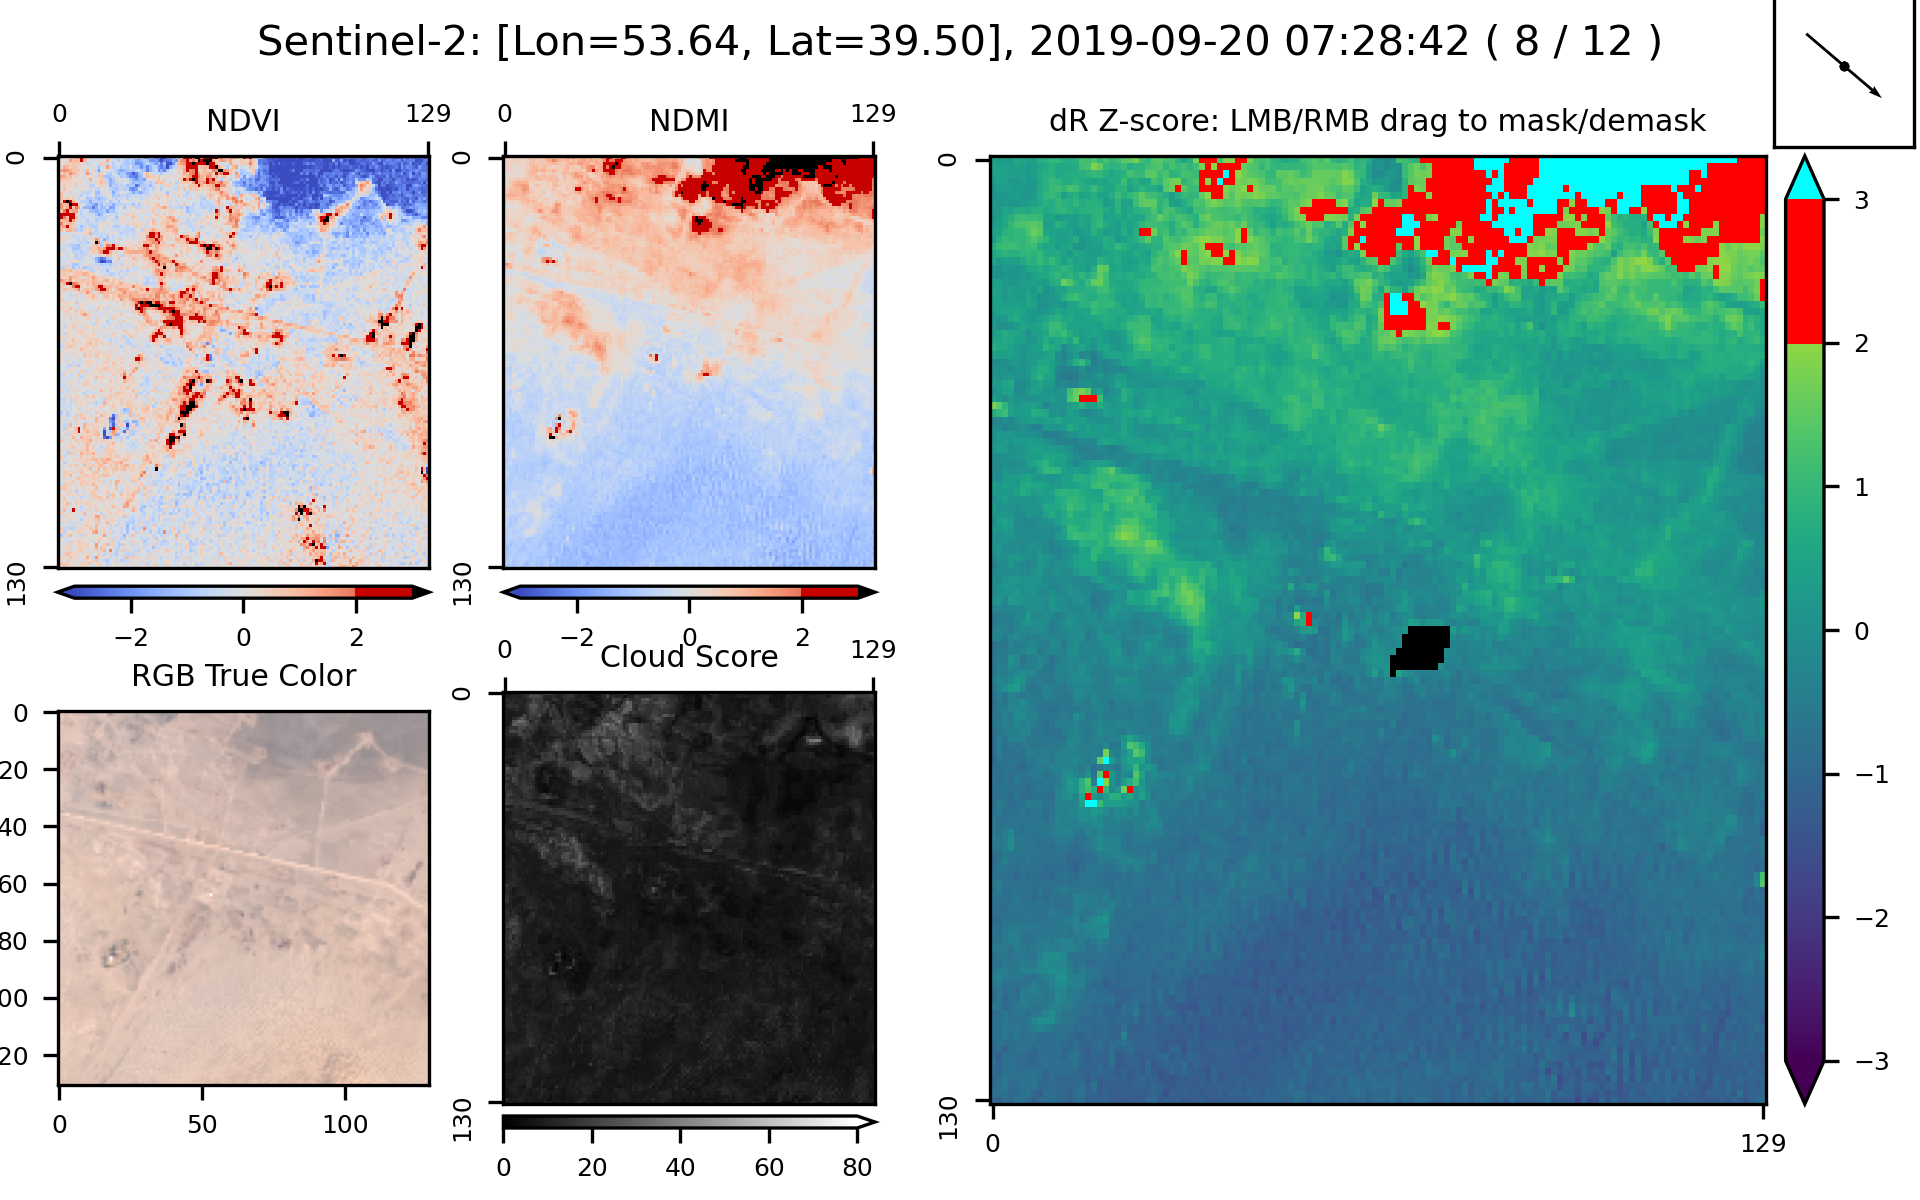 Sentinel-2: [Lon=53.64, Lat=39.50], 2019-09-20 07:28:42 ( 8 / 12 )
0 NDVI 129
0
130
−2 0 2
0 NDMI 129
0
130
−2 0 2
RGB True Color
0
20
40
60
80
00
20
0 50 100
0 Cloud Score 129
0
130
0 20 40 60 80
dR Z-score: LMB/RMB drag to mask/demask
0
130
0 129
3
2
1
0
−1
−2
−3